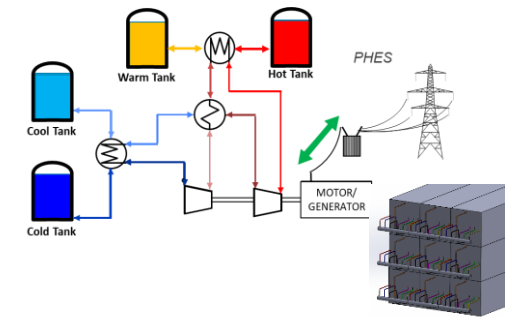 PHES
Warm Tank
Hot Tank
Cool Tank
Cold Tank
MOTOR/
GENERATOR